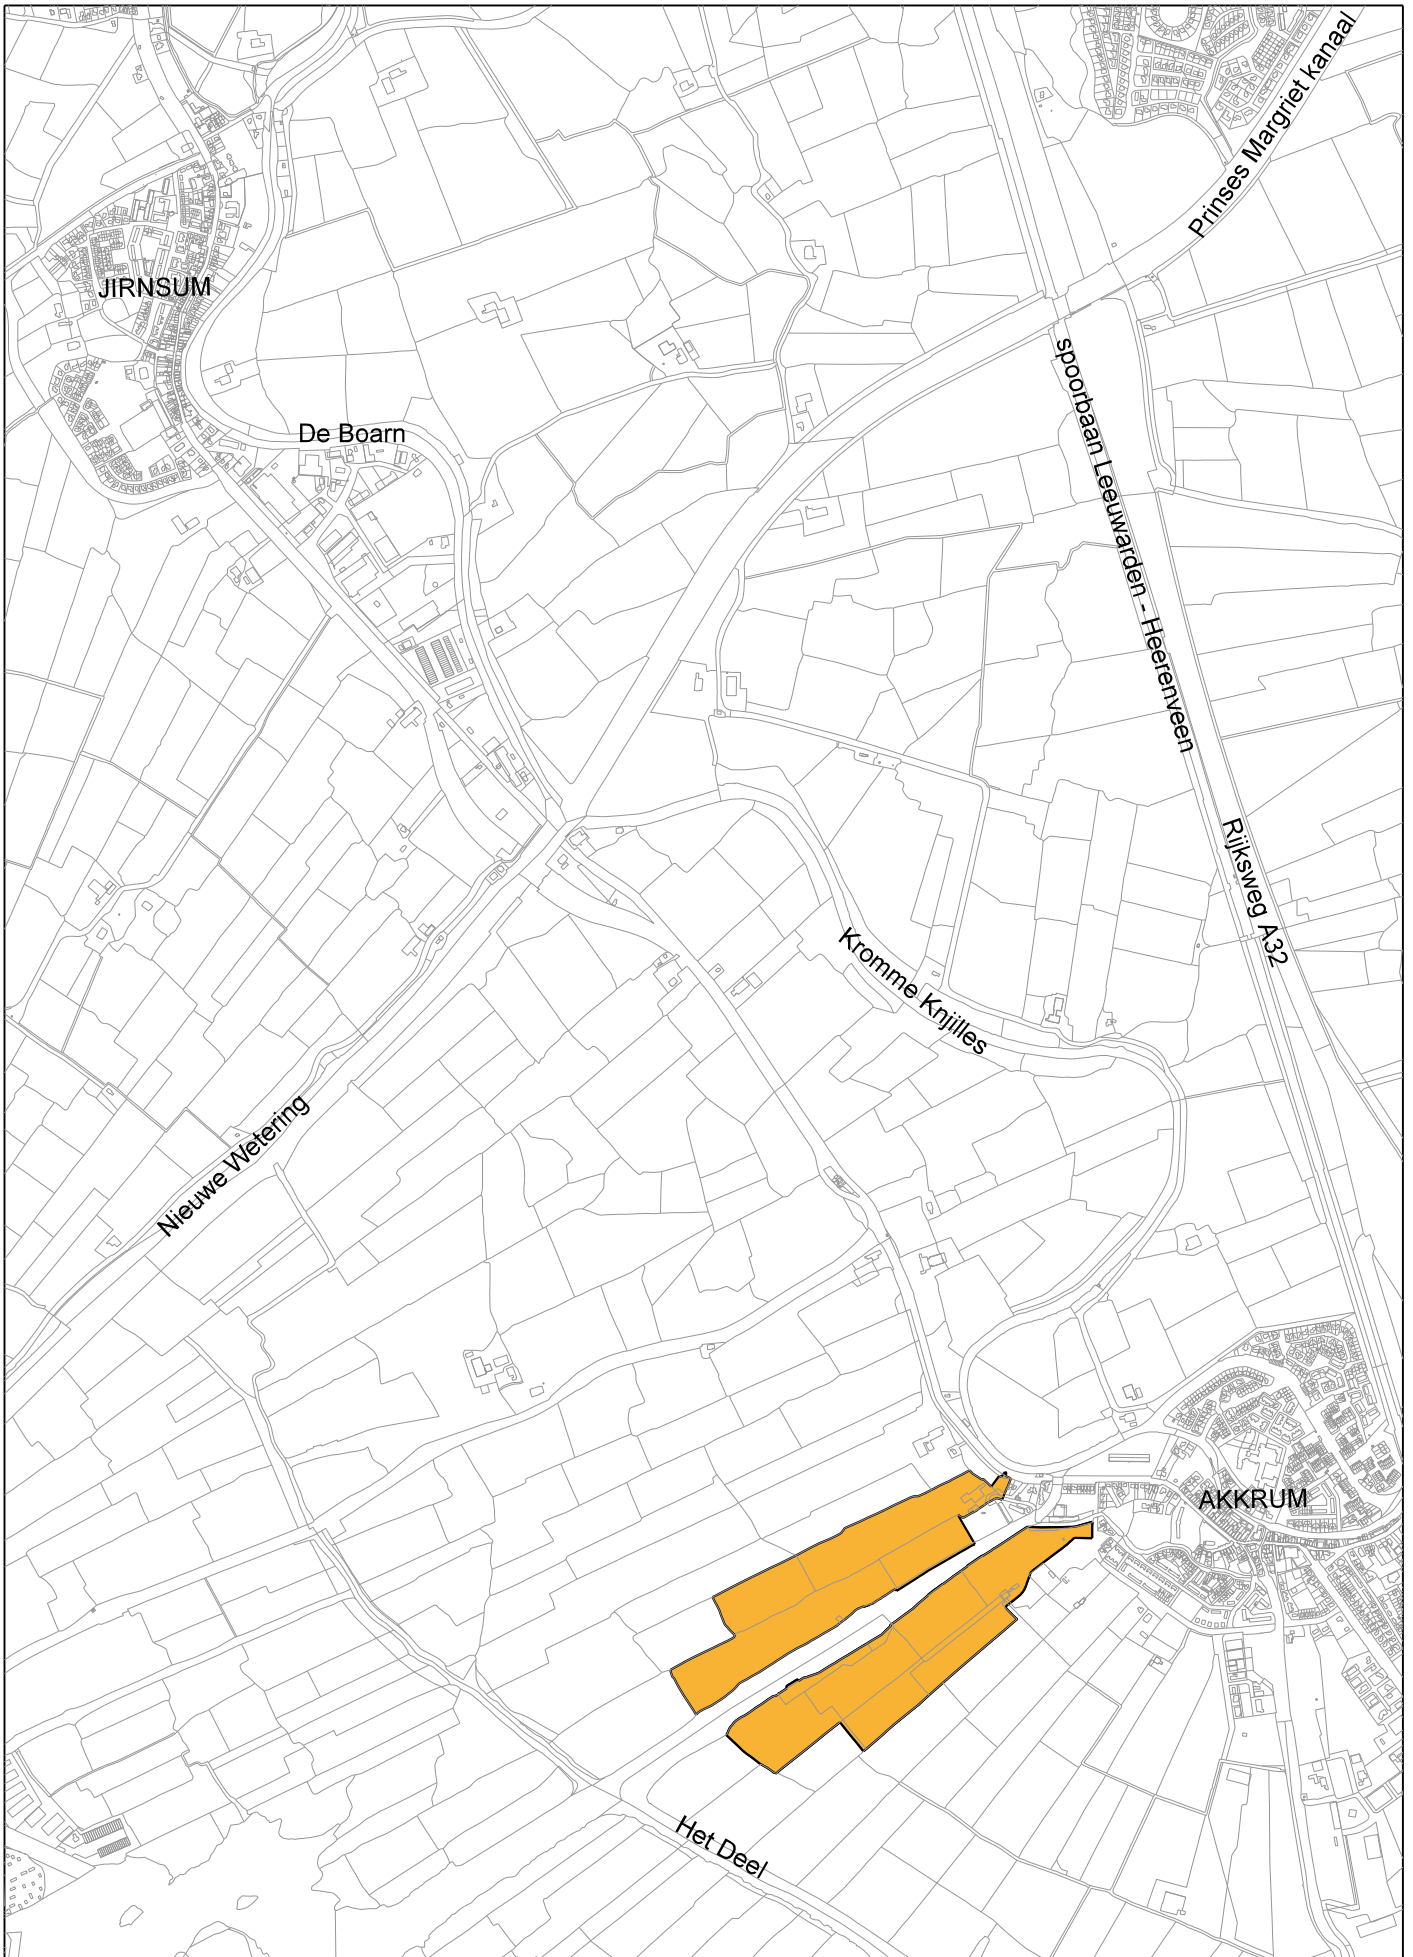 Prinses Margriet kanaal
JIRNSUM
De Boarn
spoorbaan Leeuwarden - Heerenveen
Rijksweg A32
Kromme Knjilles
Nieuwe Wetering
AKKRUM
Het Deel